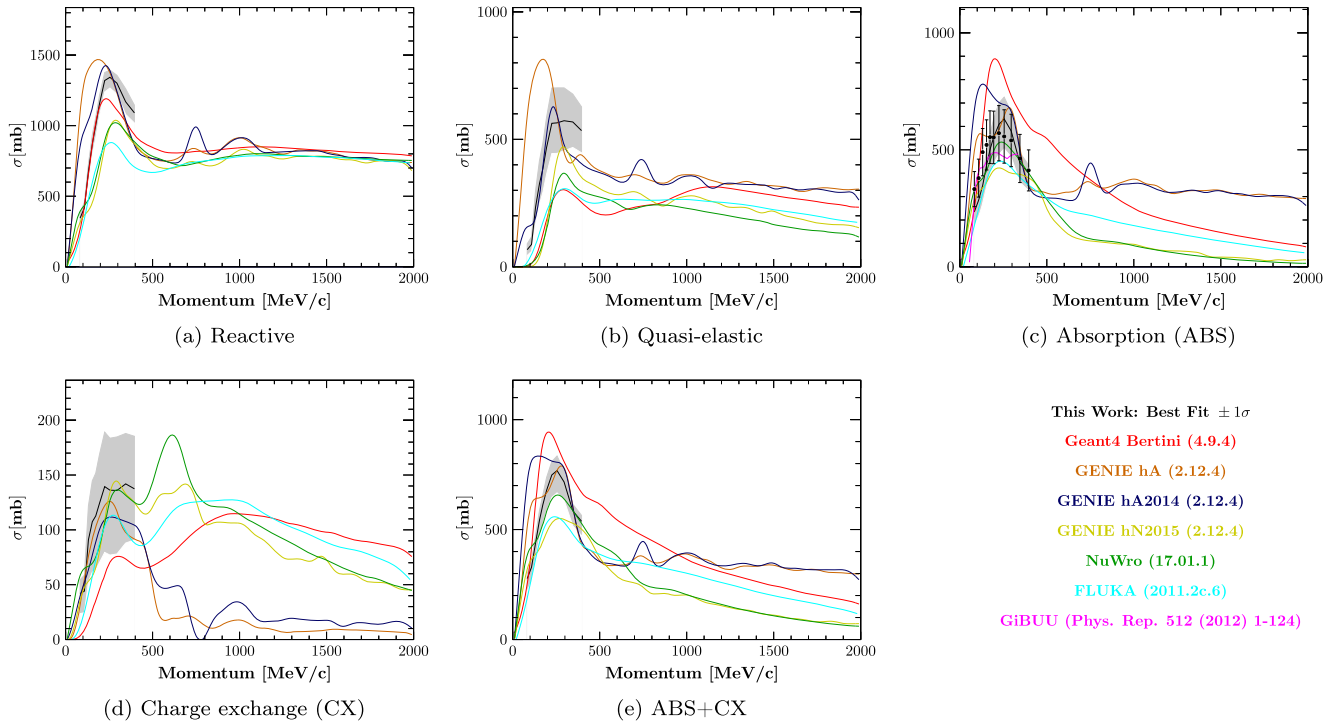 σ[mb]
1500
1000
500
0
0 500 1000 1500 2000
Momentum [MeV/c]
(a) Reactive
σ[mb]
1000
500
0
0 500 1000 1500 2000
Momentum [MeV/c]
(b) Quasi-elastic
σ[mb]
1000
500
0
0 500 1000 1500 2000
Momentum [MeV/c]
(c) Absorption (ABS)
σ[mb]
200
150
100
50
0
0 500 1000 1500 2000
Momentum [MeV/c]
(d) Charge exchange (CX)
σ[mb]
1000
500
0
0 500 1000 1500 2000
Momentum [MeV/c]
(e) ABS+CX
This Work: Best Fit ± 1σ
Geant4 Bertini (4.9.4)
GENIE hA (2.12.4)
GENIE hA2014 (2.12.4)
GENIE hN2015 (2.12.4)
NuWro (17.01.1)
FLUKA (2011.2c.6)
GiBUU (Phys. Rep. 512 (2012) 1-124)